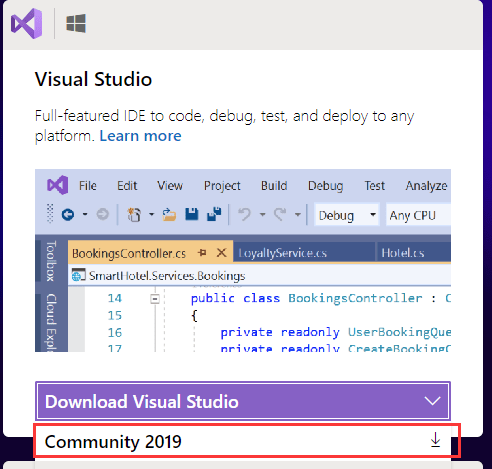 Visual Studio
Full-featured IDE to code, debug, test, and deploy to any
platform. Learn more
File Edit View Project Build Debug Test Analyze
Debug Any CPU
Toolbox
Cloud Explo
BookingsController.cs LoyaltyService.cs Hotel.cs
SmartHotel.Services.Bookings
14 public class BookingsController : C
15 {
16 private readonly UserBookingQue
17 private readonly CreateBookingC
Download Visual Studio
Community 2019